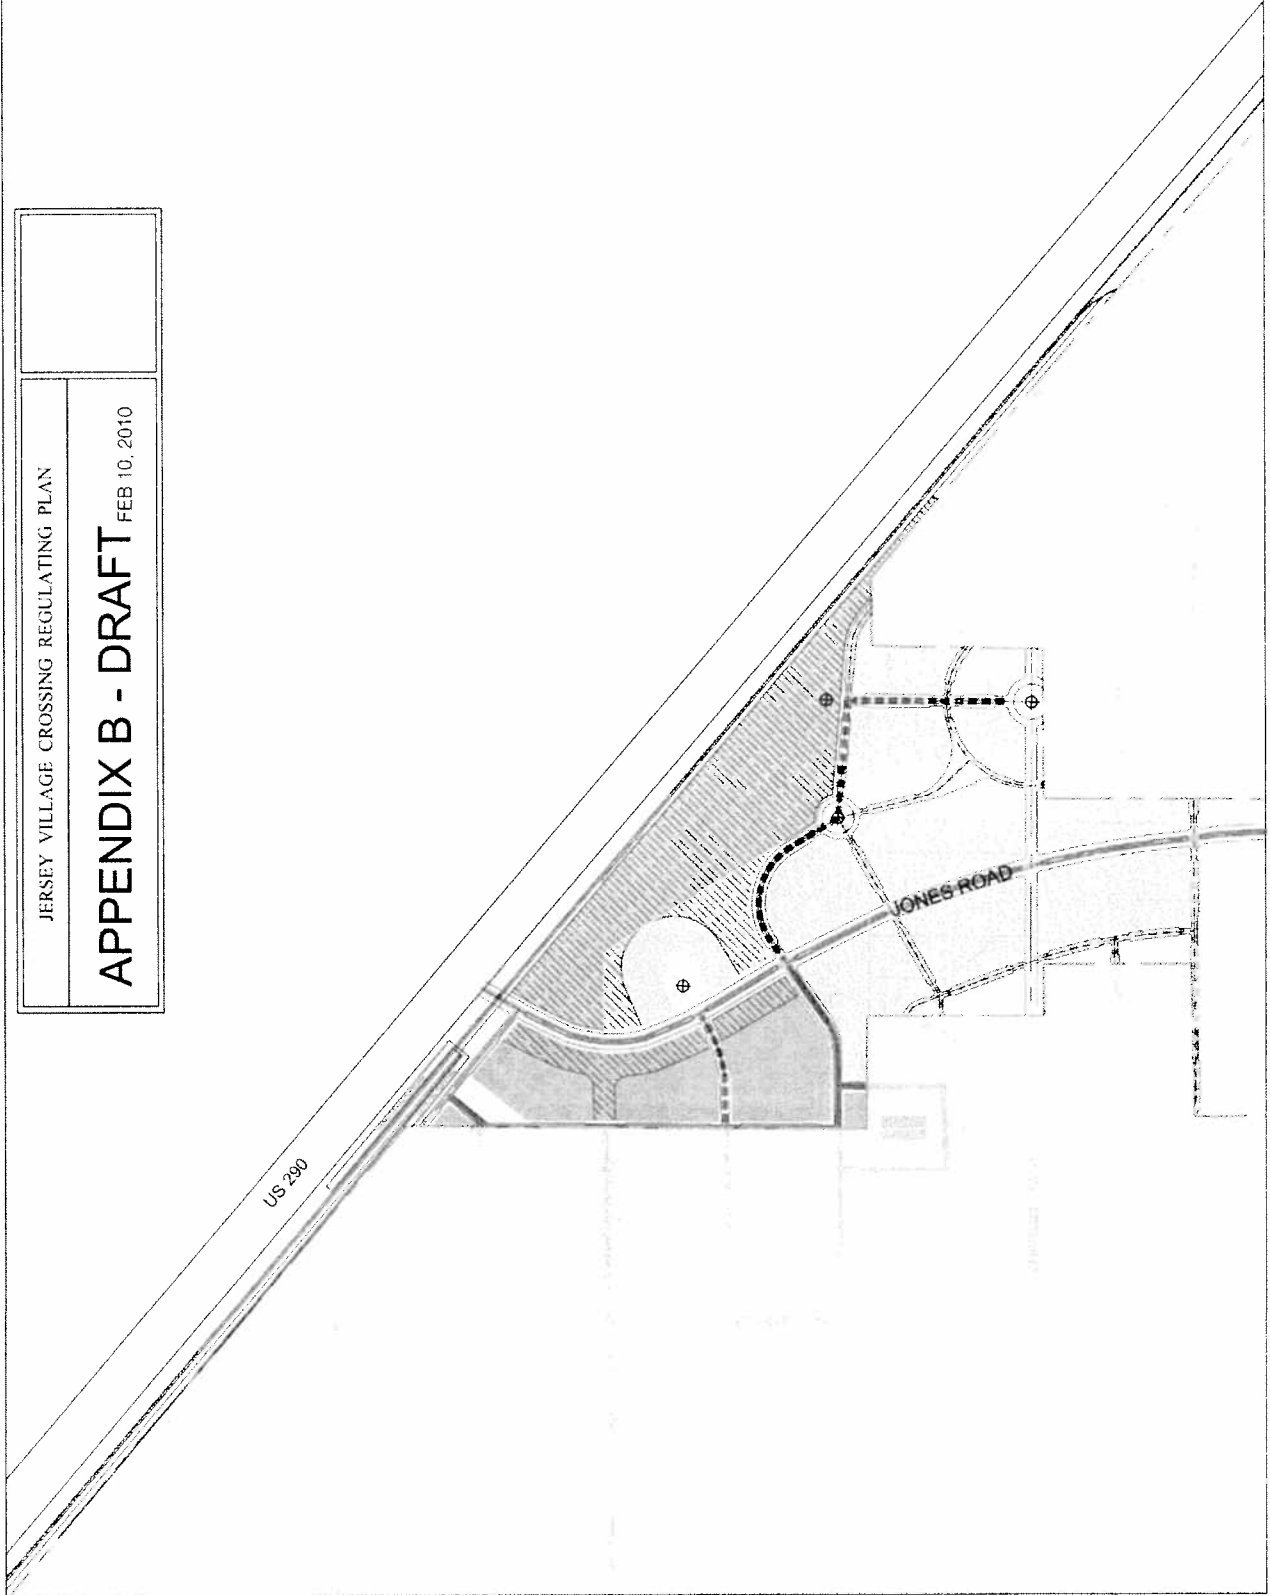 JERSEY VILLAGE CROSSING REGULATING PLAN
APPENDIX B - DRAFT FEB 10, 2010
US 290
JONES ROAD